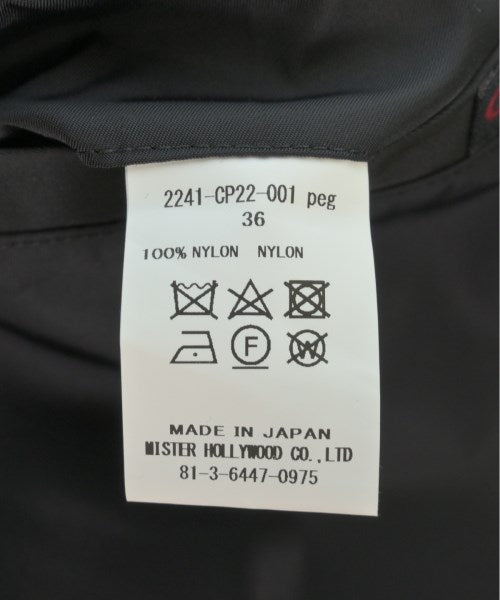 2241-CP22-001 peg
36
100% NYLON NYLON
F
W
MADE IN JAPAN
MISTER HOLLYWOOD CO.,LTD
81-3-6447-0975